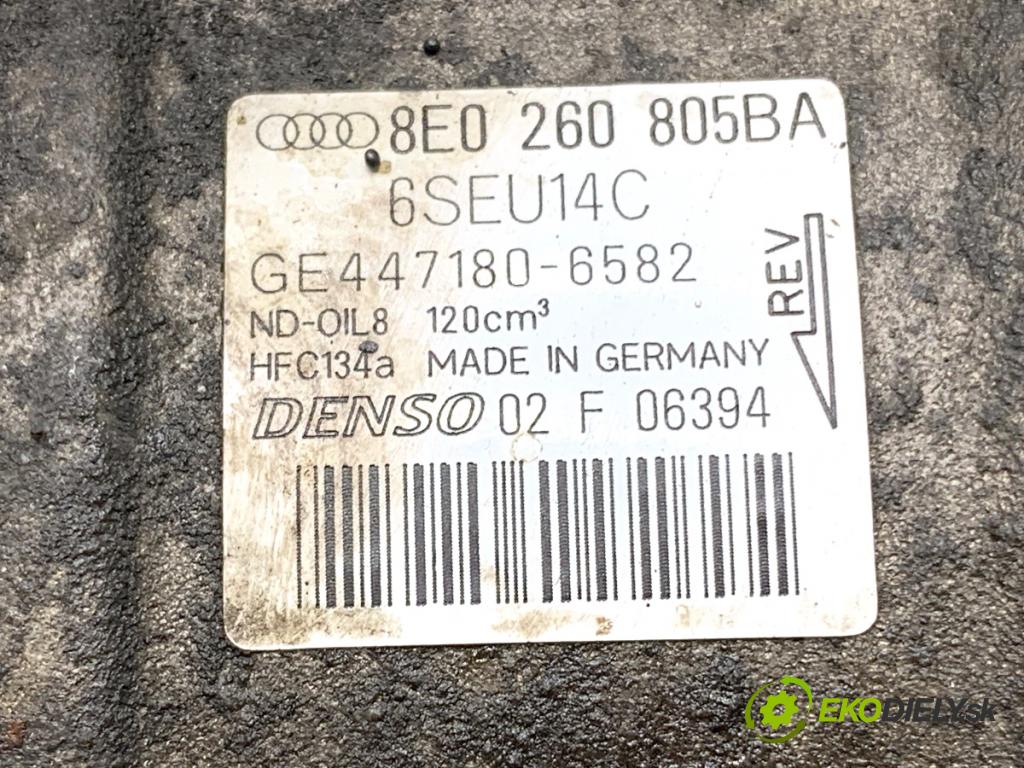 8E0 260 805BA
6SEU14C
GE447180-6582
ND-OIL8 120cm³
HFC134a MADE IN GERMANY
DENSO 02 F 06394
REV
EKODIELY.sk